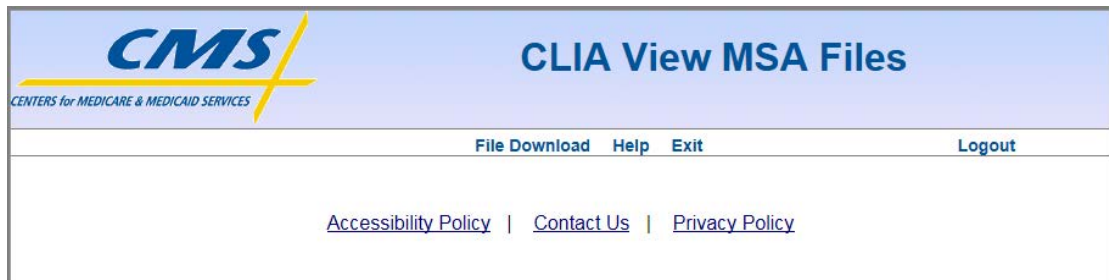 CMS
CENTERS for MEDICARE & MEDICAID SERVICES
CLIA View MSA Files
File Download Help Exit Logout
Accessibility Policy | Contact Us | Privacy Policy